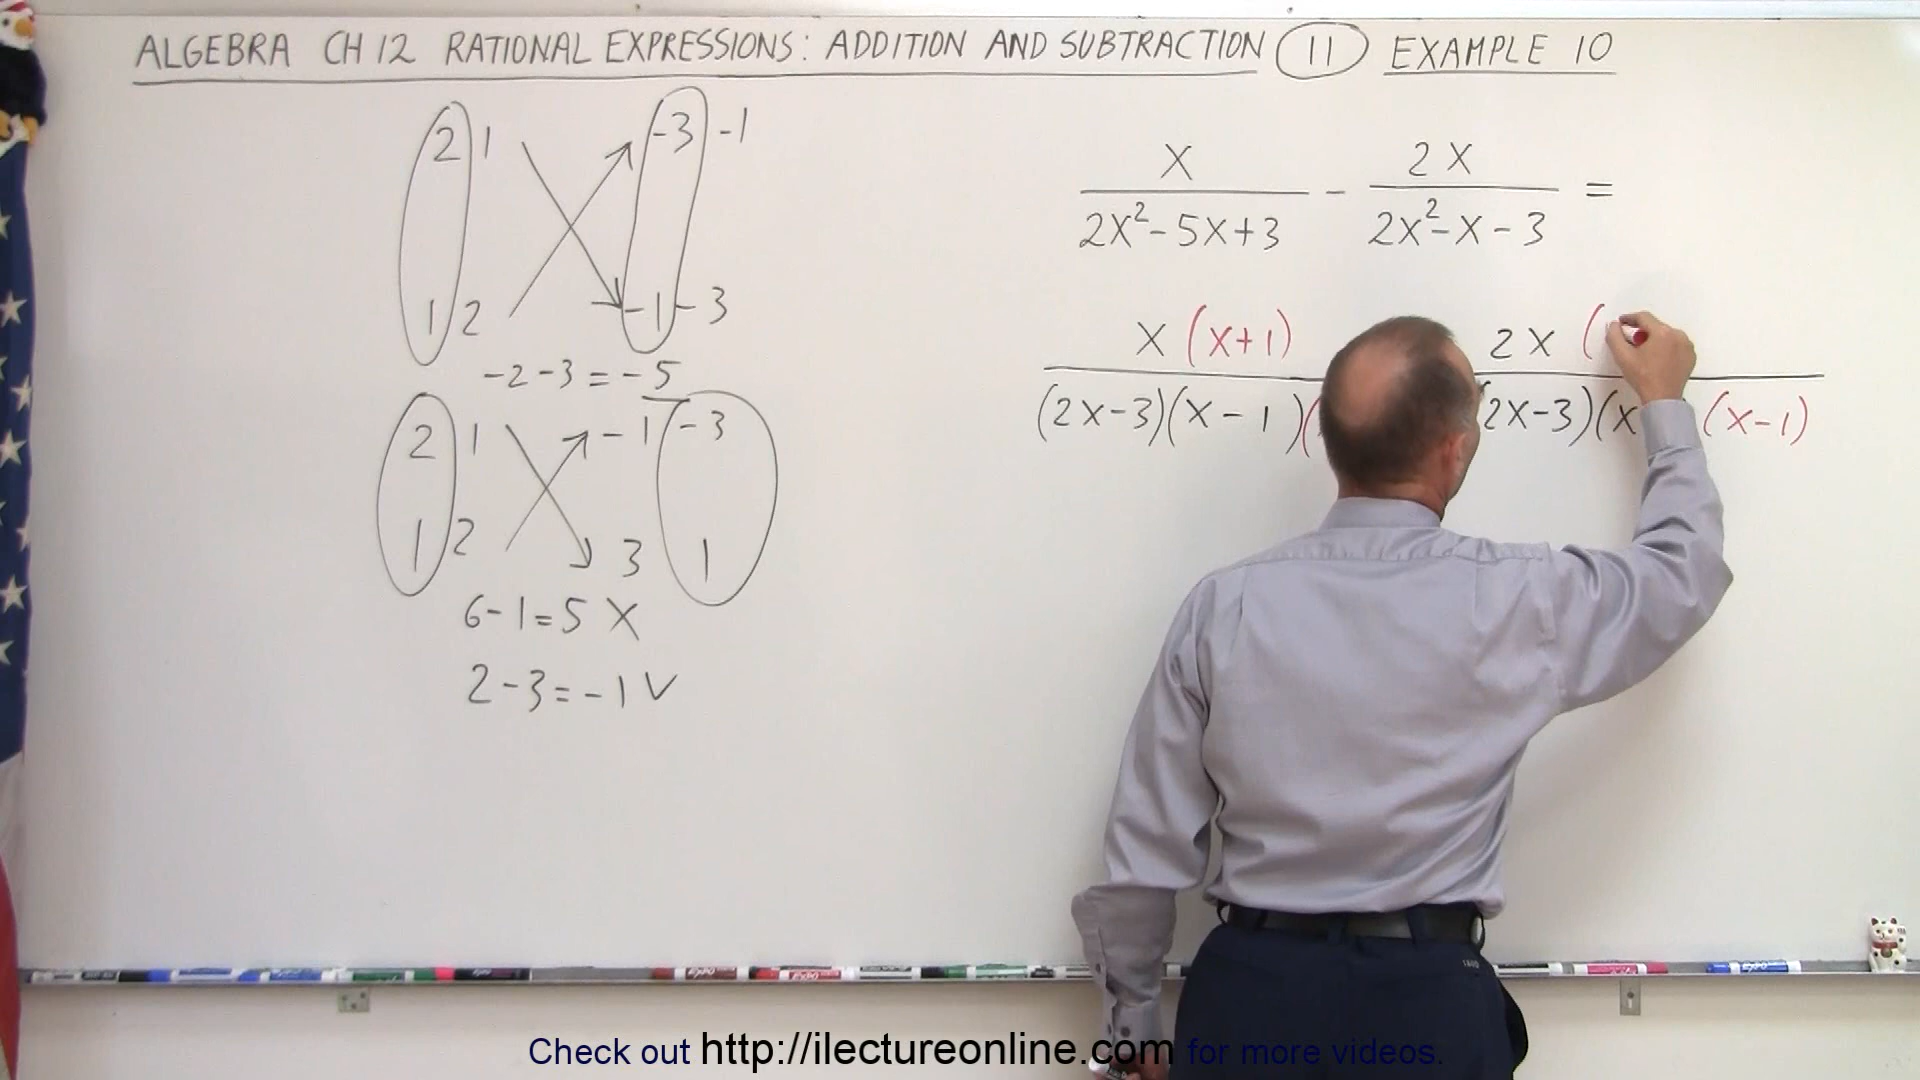 ALGEBRA CH 12 RATIONAL EXPRESSIONS: ADDITION AND SUBTRACTION 11 EXAMPLE 10
2 1 -3 -1
1 2 -1 -3
-2-3=-5
2 1 -1 -3
1 2 3 1
6-1=5 X
2-3=-1 ✓
X 2X
2X²-5X+3 - 2X²-X-3 =
X (X+1) 2X (
(2X-3)(X-1)( 2X-3)(X (X-1)
EXPO
Check out http://ilectureonline.com for more videos.